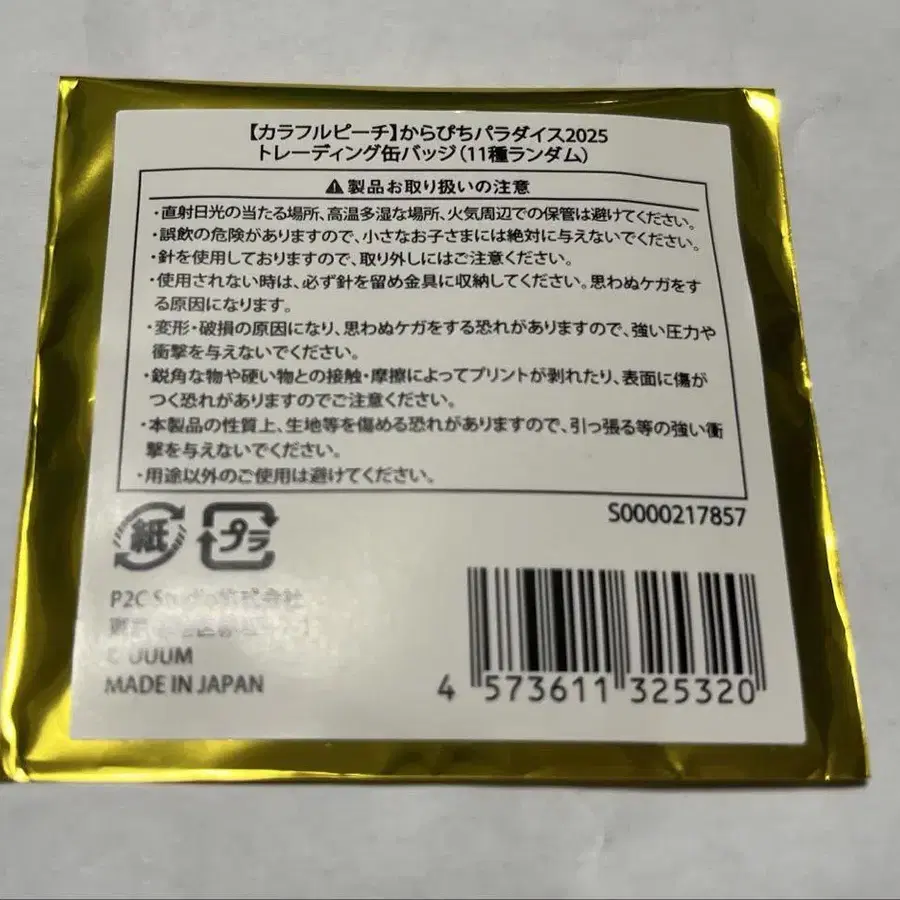 【カラフルピーチ】からぴちパラダイス2025
トレーディング缶バッジ（11種ランダム）
⚠製品お取り扱いの注意
・直射日光の当たる場所、高温多湿な場所、火気周辺での保管は避けてください。
・誤飲の危険がありますので、小さなお子さまには絶対に与えないでください。
・針を使用しておりますので、取り外しにはご注意ください。
・使用されない時は、必ず針を留め金具に収納してください。思わぬケガをす
る原因になります。
・変形・破損の原因になり、思わぬケガをする恐れがありますので、強い圧力や
衝撃を与えないでください。
・鋭角な物や硬い物との接触・摩擦によってプリントが剥れたり、表面に傷が
つく恐れがありますのでご注意ください。
・本製品の性質上、生地等を傷める恐れがありますので、引っ張る等の強い衝
撃を与えないでください。
・用途以外のご使用は避けてください。
S0000217857
紙 プラ
P2C 株式会社
© UUUM
MADE IN JAPAN
4 573611 325320